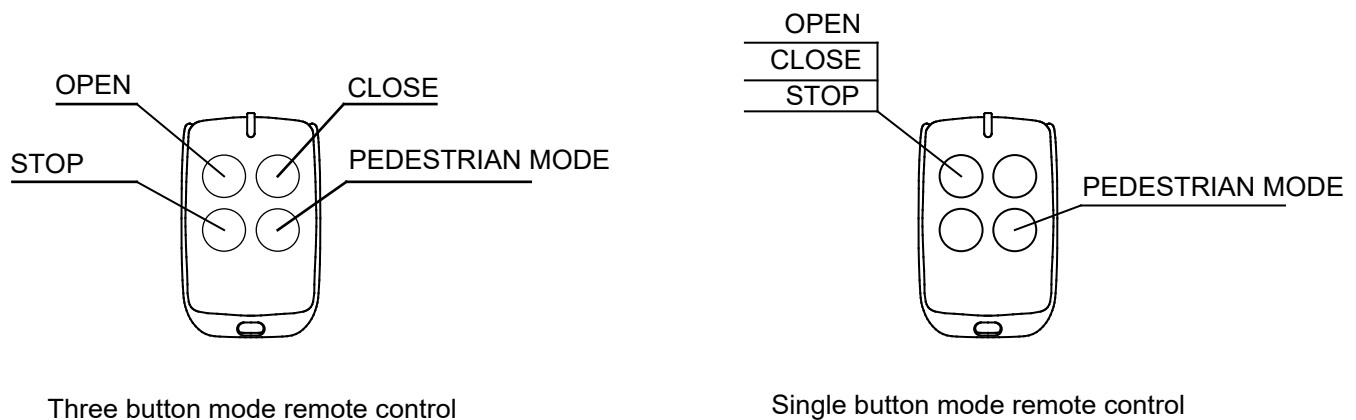 OPEN
CLOSE
STOP
PEDESTRIAN MODE
Three button mode remote control
OPEN
CLOSE
STOP
PEDESTRIAN MODE
Single button mode remote control